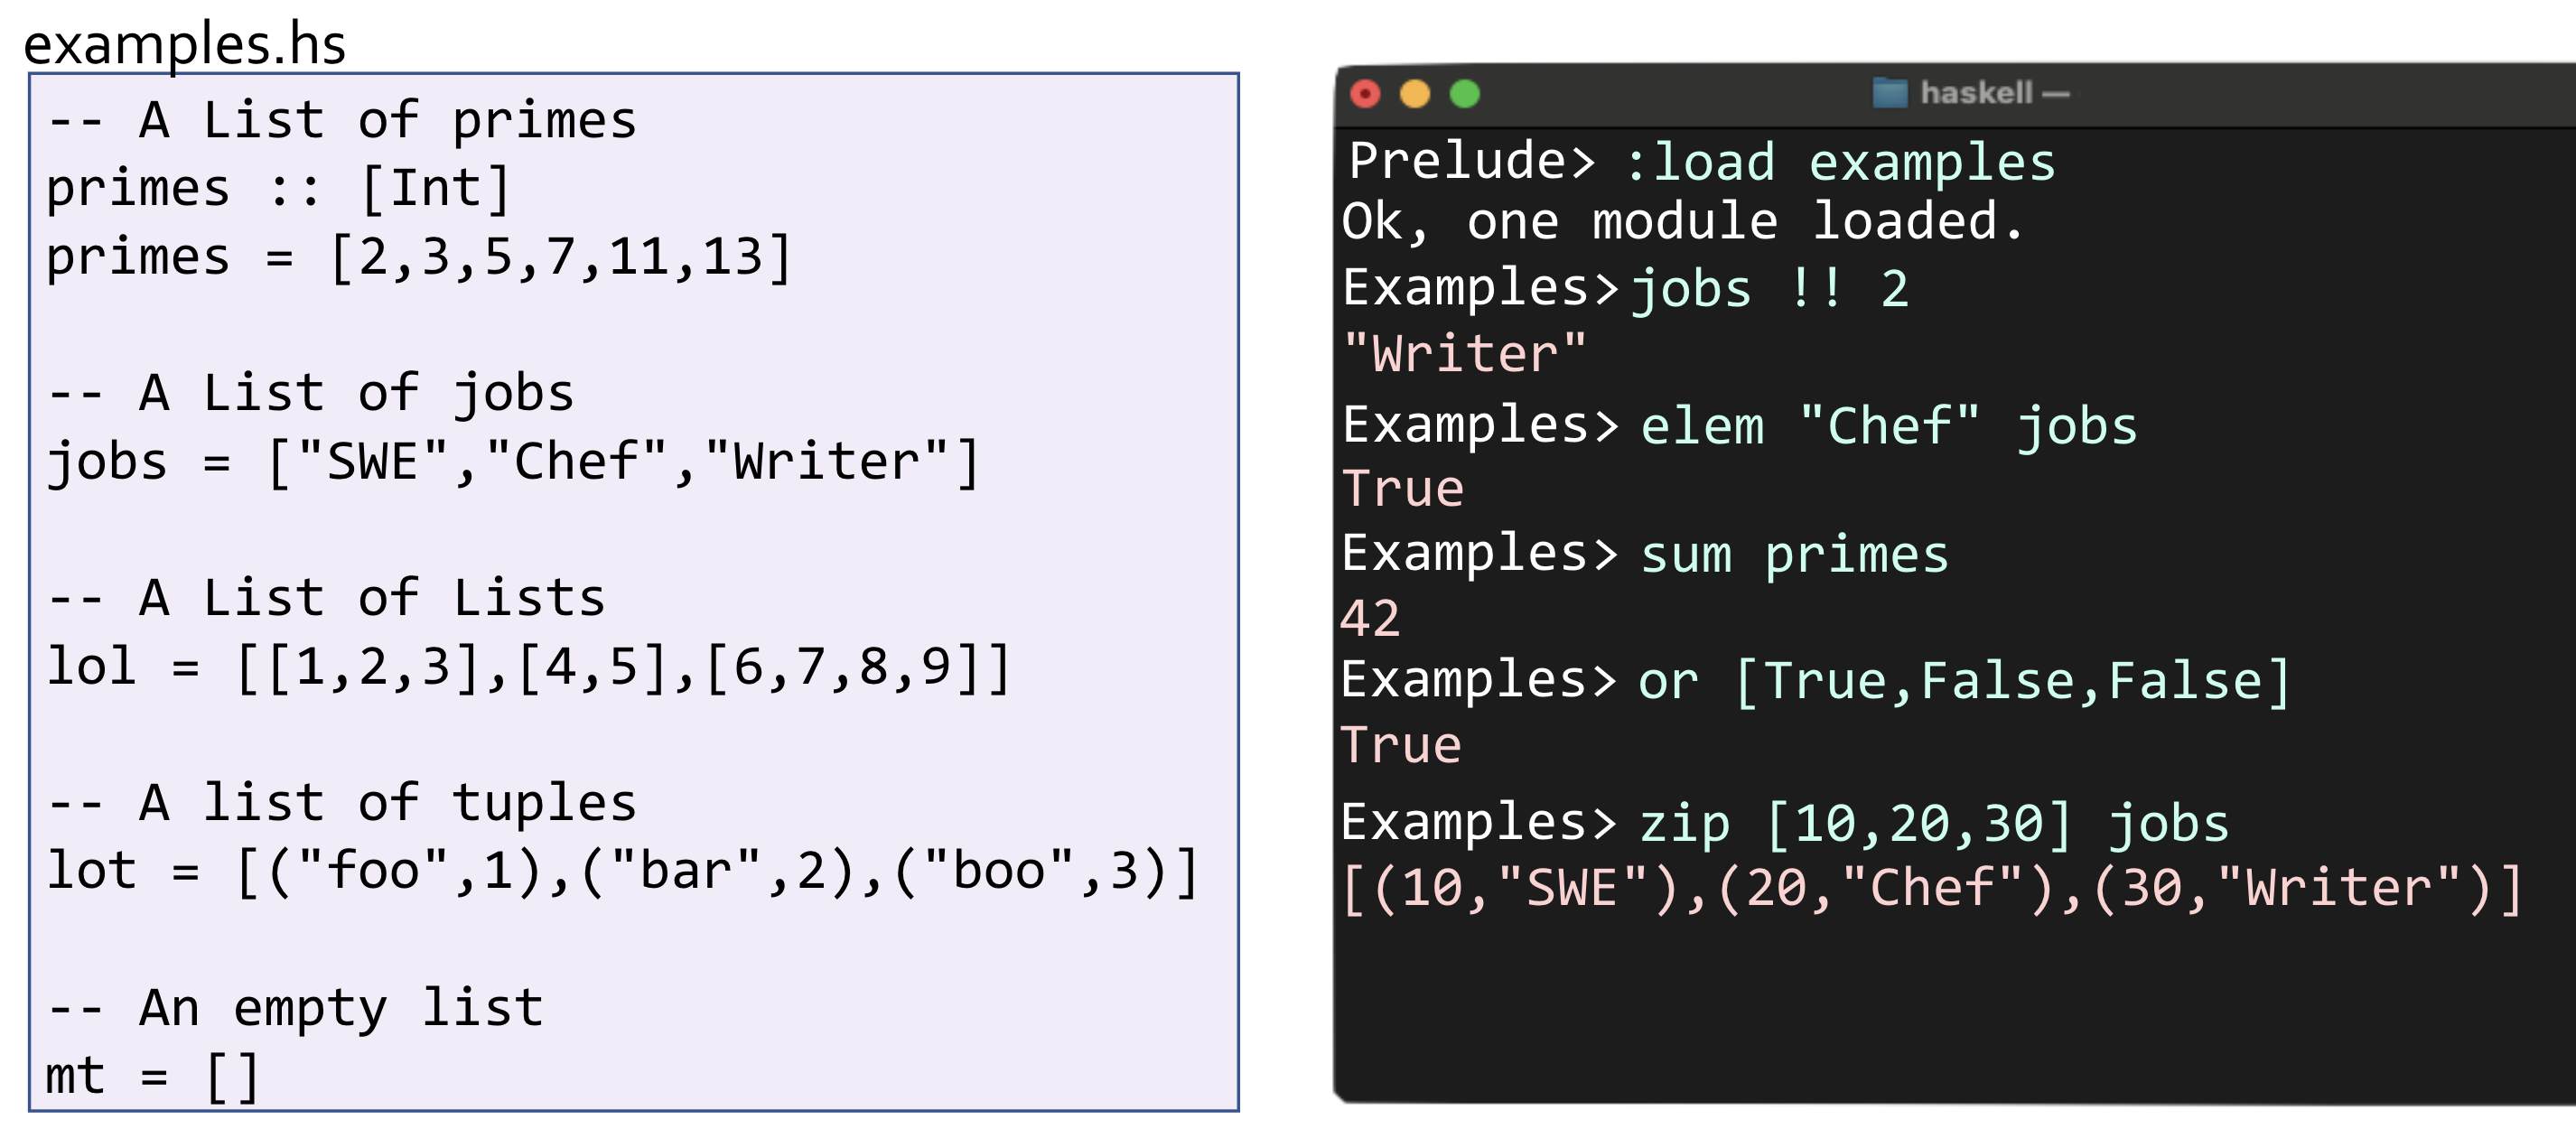 examples.hs
-- A List of primes
primes :: [Int]
primes = [2,3,5,7,11,13]
-- A List of jobs
jobs = ["SWE","Chef","Writer"]
-- A List of Lists
lol = [[1,2,3],[4,5],[6,7,8,9]]
-- A list of tuples
lot = [("foo",1),("bar",2),("boo",3)]
-- An empty list
mt = []
haskell —
Prelude> :load examples
Ok, one module loaded.
Examples> jobs !! 2
"Writer"
Examples> elem "Chef" jobs
True
Examples> sum primes
42
Examples> or [True,False,False]
True
Examples> zip [10,20,30] jobs
[(10,"SWE"),(20,"Chef"),(30,"Writer")]